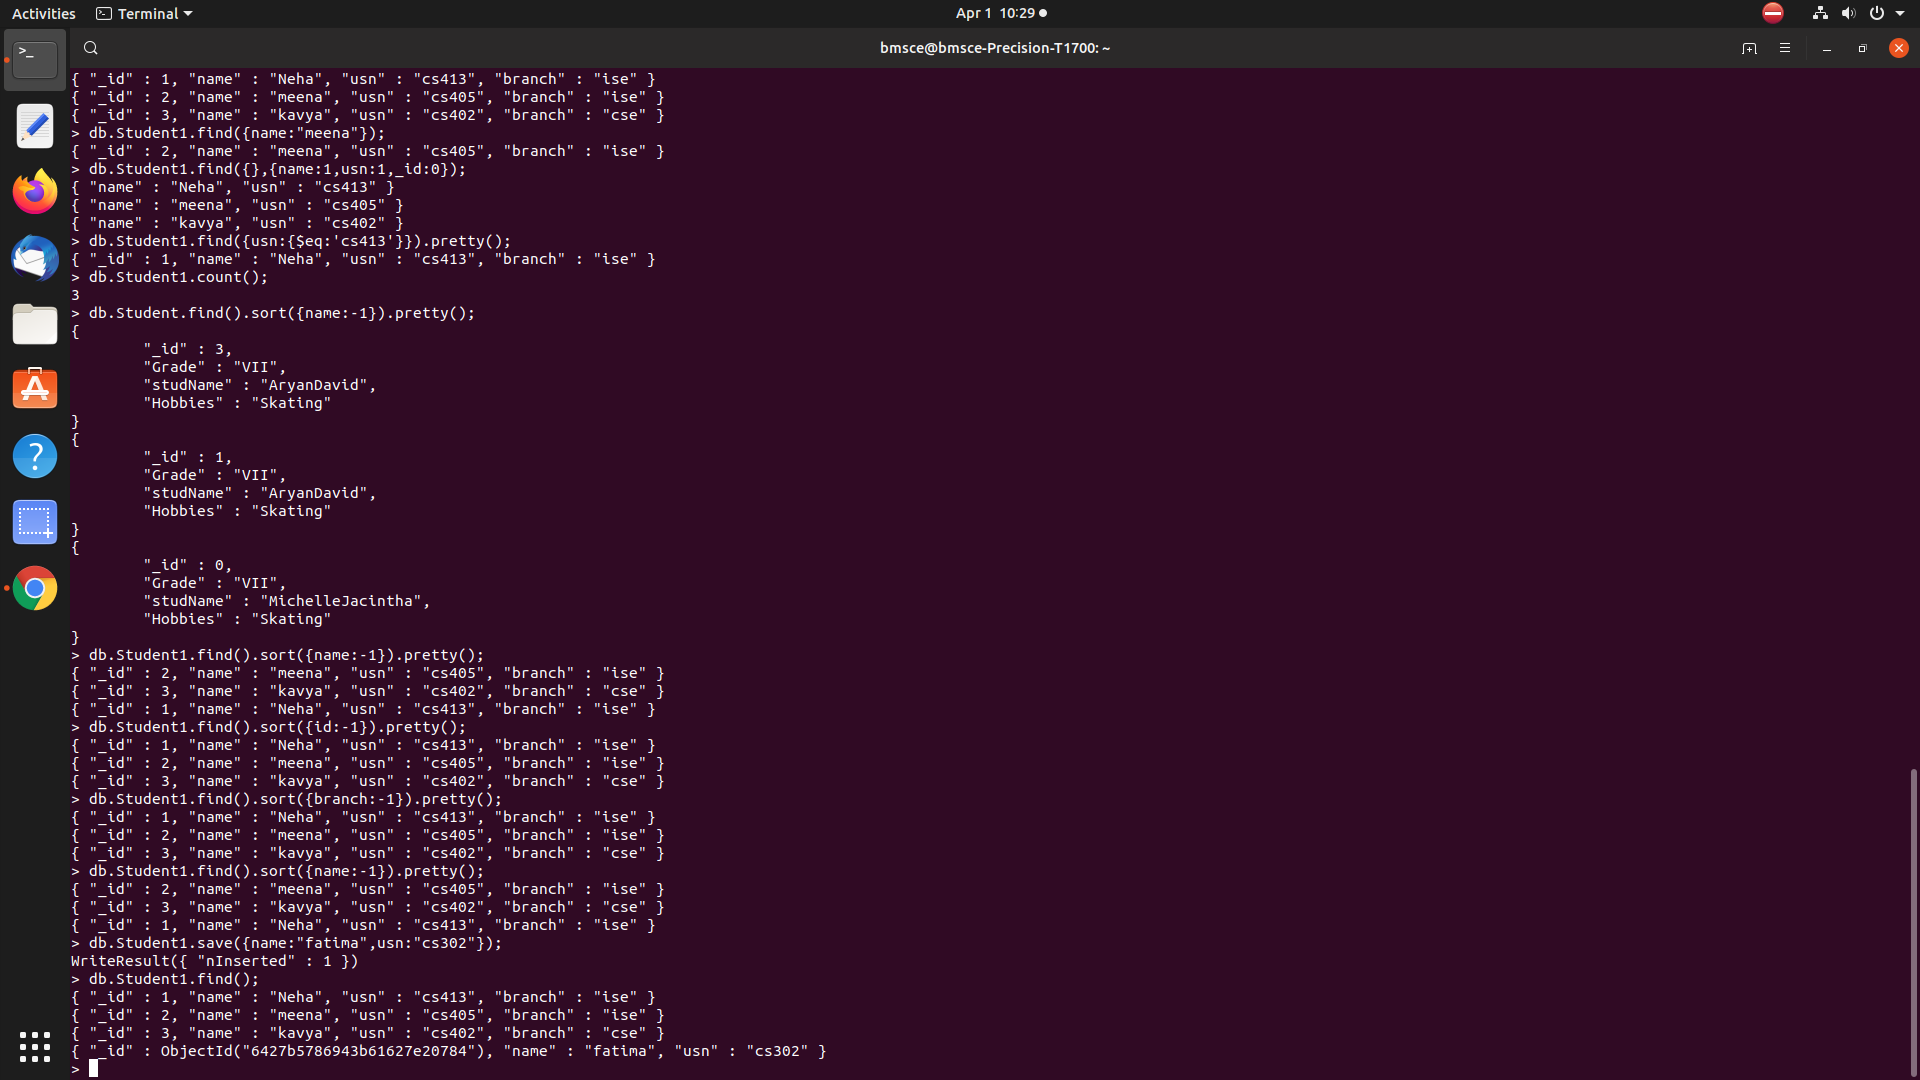 Activities
Terminal
Apr 1 10:29
bmsce@bmsce-Precision-T1700: ~
{ "_id" : 1, "name" : "Neha", "usn" : "cs413", "branch" : "ise" }
{ "_id" : 2, "name" : "meena", "usn" : "cs405", "branch" : "ise" }
{ "_id" : 3, "name" : "kavya", "usn" : "cs402", "branch" : "cse" }
> db.Student1.find({name:"meena"});
{ "_id" : 2, "name" : "meena", "usn" : "cs405", "branch" : "ise" }
> db.Student1.find({},{name:1,usn:1,_id:0});
{ "name" : "Neha", "usn" : "cs413" }
{ "name" : "meena", "usn" : "cs405" }
{ "name" : "kavya", "usn" : "cs402" }
> db.Student1.find({usn:{$eq:'cs413'}}).pretty();
{ "_id" : 1, "name" : "Neha", "usn" : "cs413", "branch" : "ise" }
> db.Student1.count();
3
> db.Student.find().sort({name:-1}).pretty();
{
        "_id" : 3,
        "Grade" : "VII",
        "studName" : "AryanDavid",
        "Hobbies" : "Skating"
}
{
        "_id" : 1,
        "Grade" : "VII",
        "studName" : "AryanDavid",
        "Hobbies" : "Skating"
}
{
        "_id" : 0,
        "Grade" : "VII",
        "studName" : "MichelleJacintha",
        "Hobbies" : "Skating"
}
> db.Student1.find().sort({name:-1}).pretty();
{ "_id" : 2, "name" : "meena", "usn" : "cs405", "branch" : "ise" }
{ "_id" : 3, "name" : "kavya", "usn" : "cs402", "branch" : "cse" }
{ "_id" : 1, "name" : "Neha", "usn" : "cs413", "branch" : "ise" }
> db.Student1.find().sort({id:-1}).pretty();
{ "_id" : 1, "name" : "Neha", "usn" : "cs413", "branch" : "ise" }
{ "_id" : 2, "name" : "meena", "usn" : "cs405", "branch" : "ise" }
{ "_id" : 3, "name" : "kavya", "usn" : "cs402", "branch" : "cse" }
> db.Student1.find().sort({branch:-1}).pretty();
{ "_id" : 1, "name" : "Neha", "usn" : "cs413", "branch" : "ise" }
{ "_id" : 2, "name" : "meena", "usn" : "cs405", "branch" : "ise" }
{ "_id" : 3, "name" : "kavya", "usn" : "cs402", "branch" : "cse" }
> db.Student1.find().sort({name:-1}).pretty();
{ "_id" : 2, "name" : "meena", "usn" : "cs405", "branch" : "ise" }
{ "_id" : 3, "name" : "kavya", "usn" : "cs402", "branch" : "cse" }
{ "_id" : 1, "name" : "Neha", "usn" : "cs413", "branch" : "ise" }
> db.Student1.save({name:"fatima",usn:"cs302"});
WriteResult({ "nInserted" : 1 })
> db.Student1.find();
{ "_id" : 1, "name" : "Neha", "usn" : "cs413", "branch" : "ise" }
{ "_id" : 2, "name" : "meena", "usn" : "cs405", "branch" : "ise" }
{ "_id" : 3, "name" : "kavya", "usn" : "cs402", "branch" : "cse" }
{ "_id" : ObjectId("6427b5786943b61627e20784"), "name" : "fatima", "usn" : "cs302" }
>